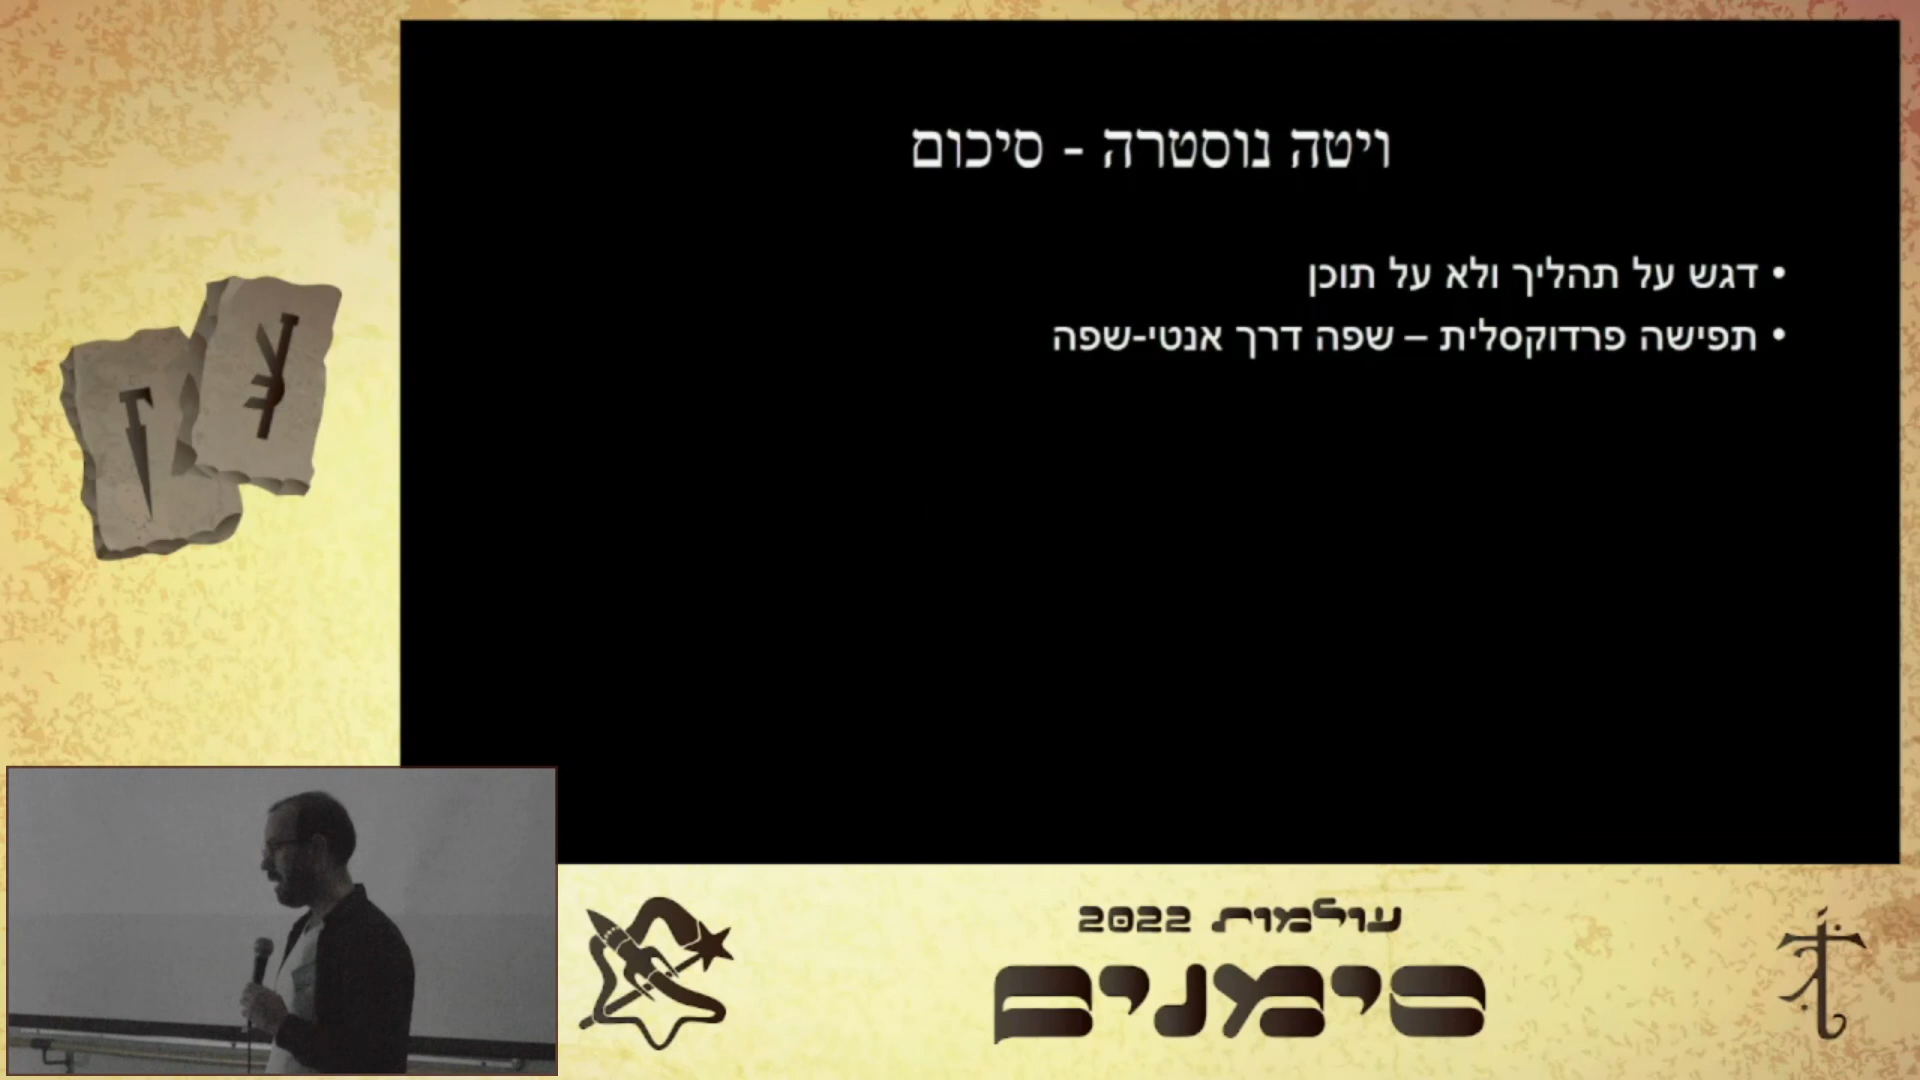 ויטה נוסטרה - סיכום
• דגש על תהליך ולא על תוכן
• תפישה פרדוקסלית – שפה דרך אנטי-שפה
עולמות 2022
סימנים